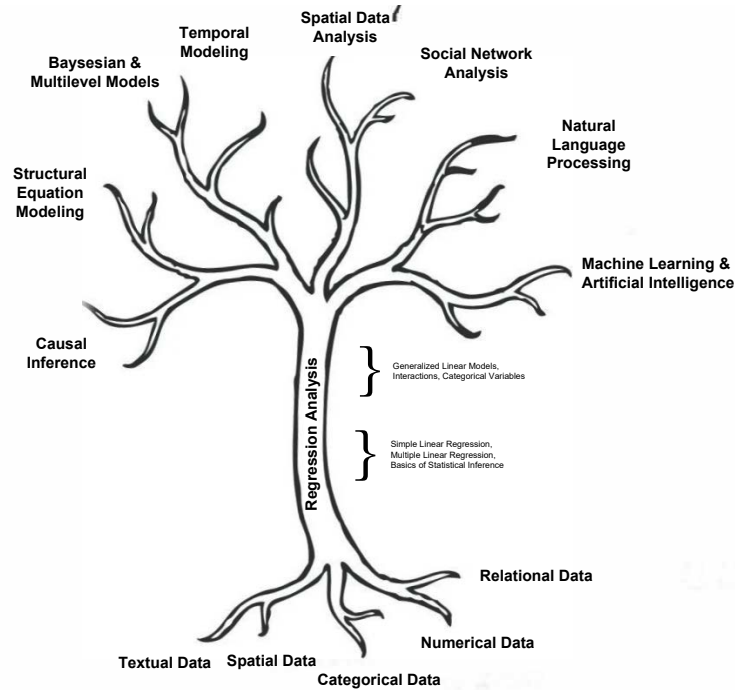 Spatial Data
Analysis
Temporal
Modeling
Social Network
Analysis
Baysesian &
Multilevel Models
Natural
Language
Processing
Structural
Equation
Modeling
Machine Learning &
Artificial Intelligence
Causal
Inference
Generalized Linear Models,
Interactions, Categorical Variables
Regression Analysis
Simple Linear Regression,
Multiple Linear Regression,
Basics of Statistical Inference
Relational Data
Numerical Data
Textual Data
Spatial Data
Categorical Data